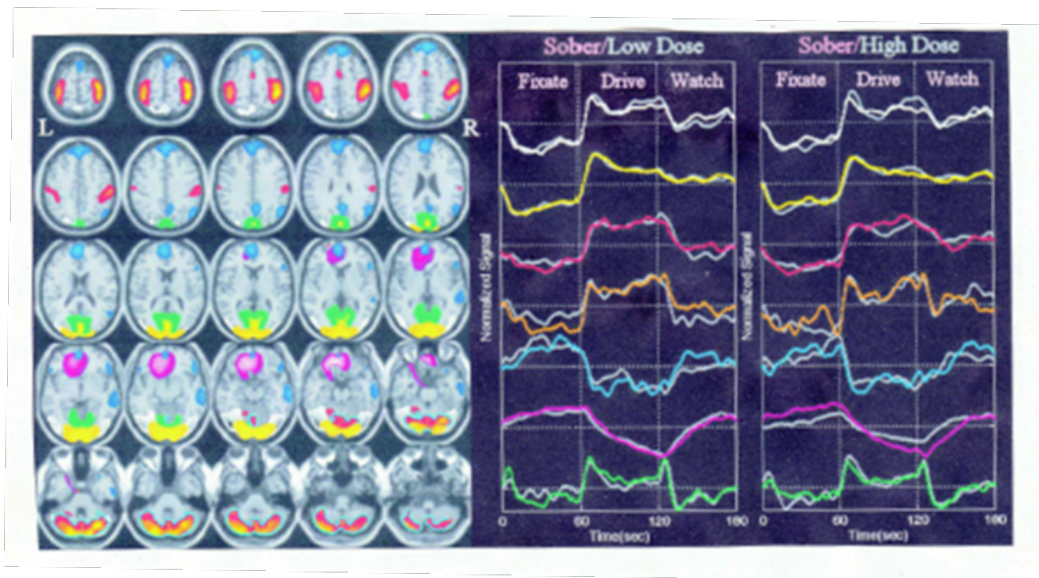 Sober/Low Dose
Sober/High Dose
Fixate Drive Watch
Fixate Drive Watch
L
R
Normalized Signal
Normalized Signal
0 60 120 180
0 60 120 180
Time(sec)
Time(sec)